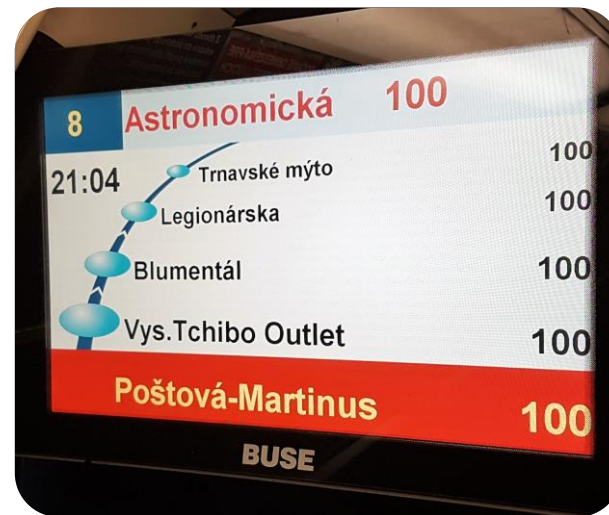 8 Astronomická 100
21:04 Trnavské mýto 100
Legionárska 100
Blumentál 100
Vys.Tchibo Outlet 100
Poštová-Martinus 100
BUSE